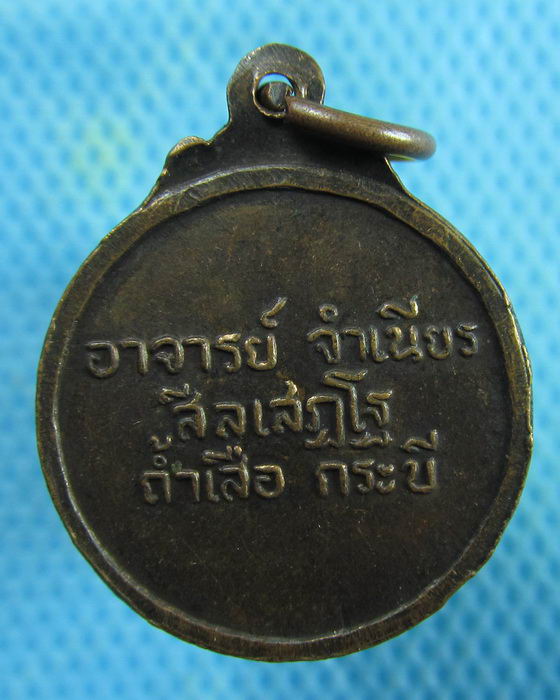 อาจารย์ จำเนียร
สีลเสฏฺโฐ
ถ้ำเสือ กระบี่